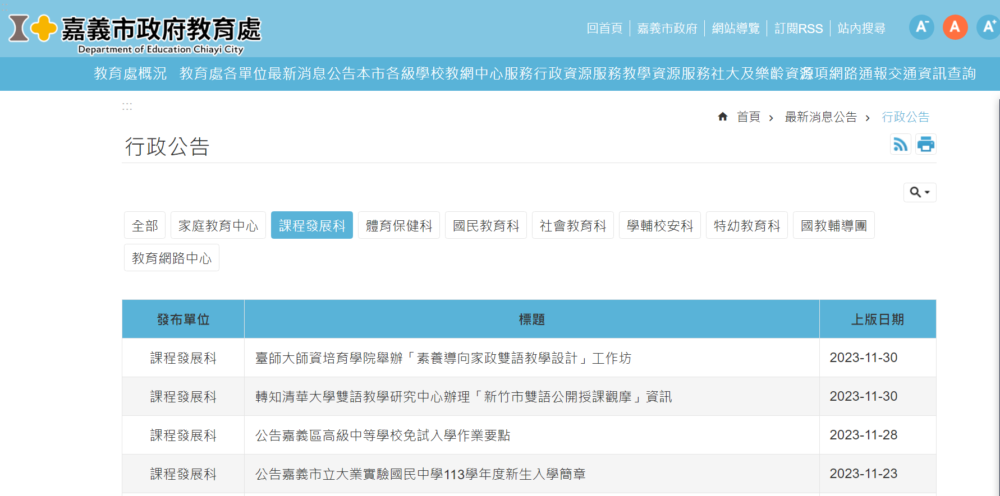 嘉義市政府教育處
Department of Education Chiayi City
回首頁 嘉義市政府 網站導覽 訂閱RSS 站內搜尋
A- A A+
教育處概況 教育處各單位最新消息公告本市各級學校教網中心服務行政資源服務教學資源服務社大及樂齡資源各項網路通報交通資訊查詢
:::
首頁 › 最新消息公告 › 行政公告
行政公告
全部 家庭教育中心 課程發展科 體育保健科 國民教育科 社會教育科 學輔校安科 特幼教育科 國教輔導團
教育網路中心
發布單位 標題 上版日期
課程發展科 臺師大師資培育學院舉辦「素養導向家政雙語教學設計」工作坊 2023-11-30
課程發展科 轉知清華大學雙語教學研究中心辦理「新竹市雙語公開授課觀摩」資訊 2023-11-30
課程發展科 公告嘉義區高級中等學校免試入學作業要點 2023-11-28
課程發展科 公告嘉義市立大業實驗國民中學113學年度新生入學簡章 2023-11-23